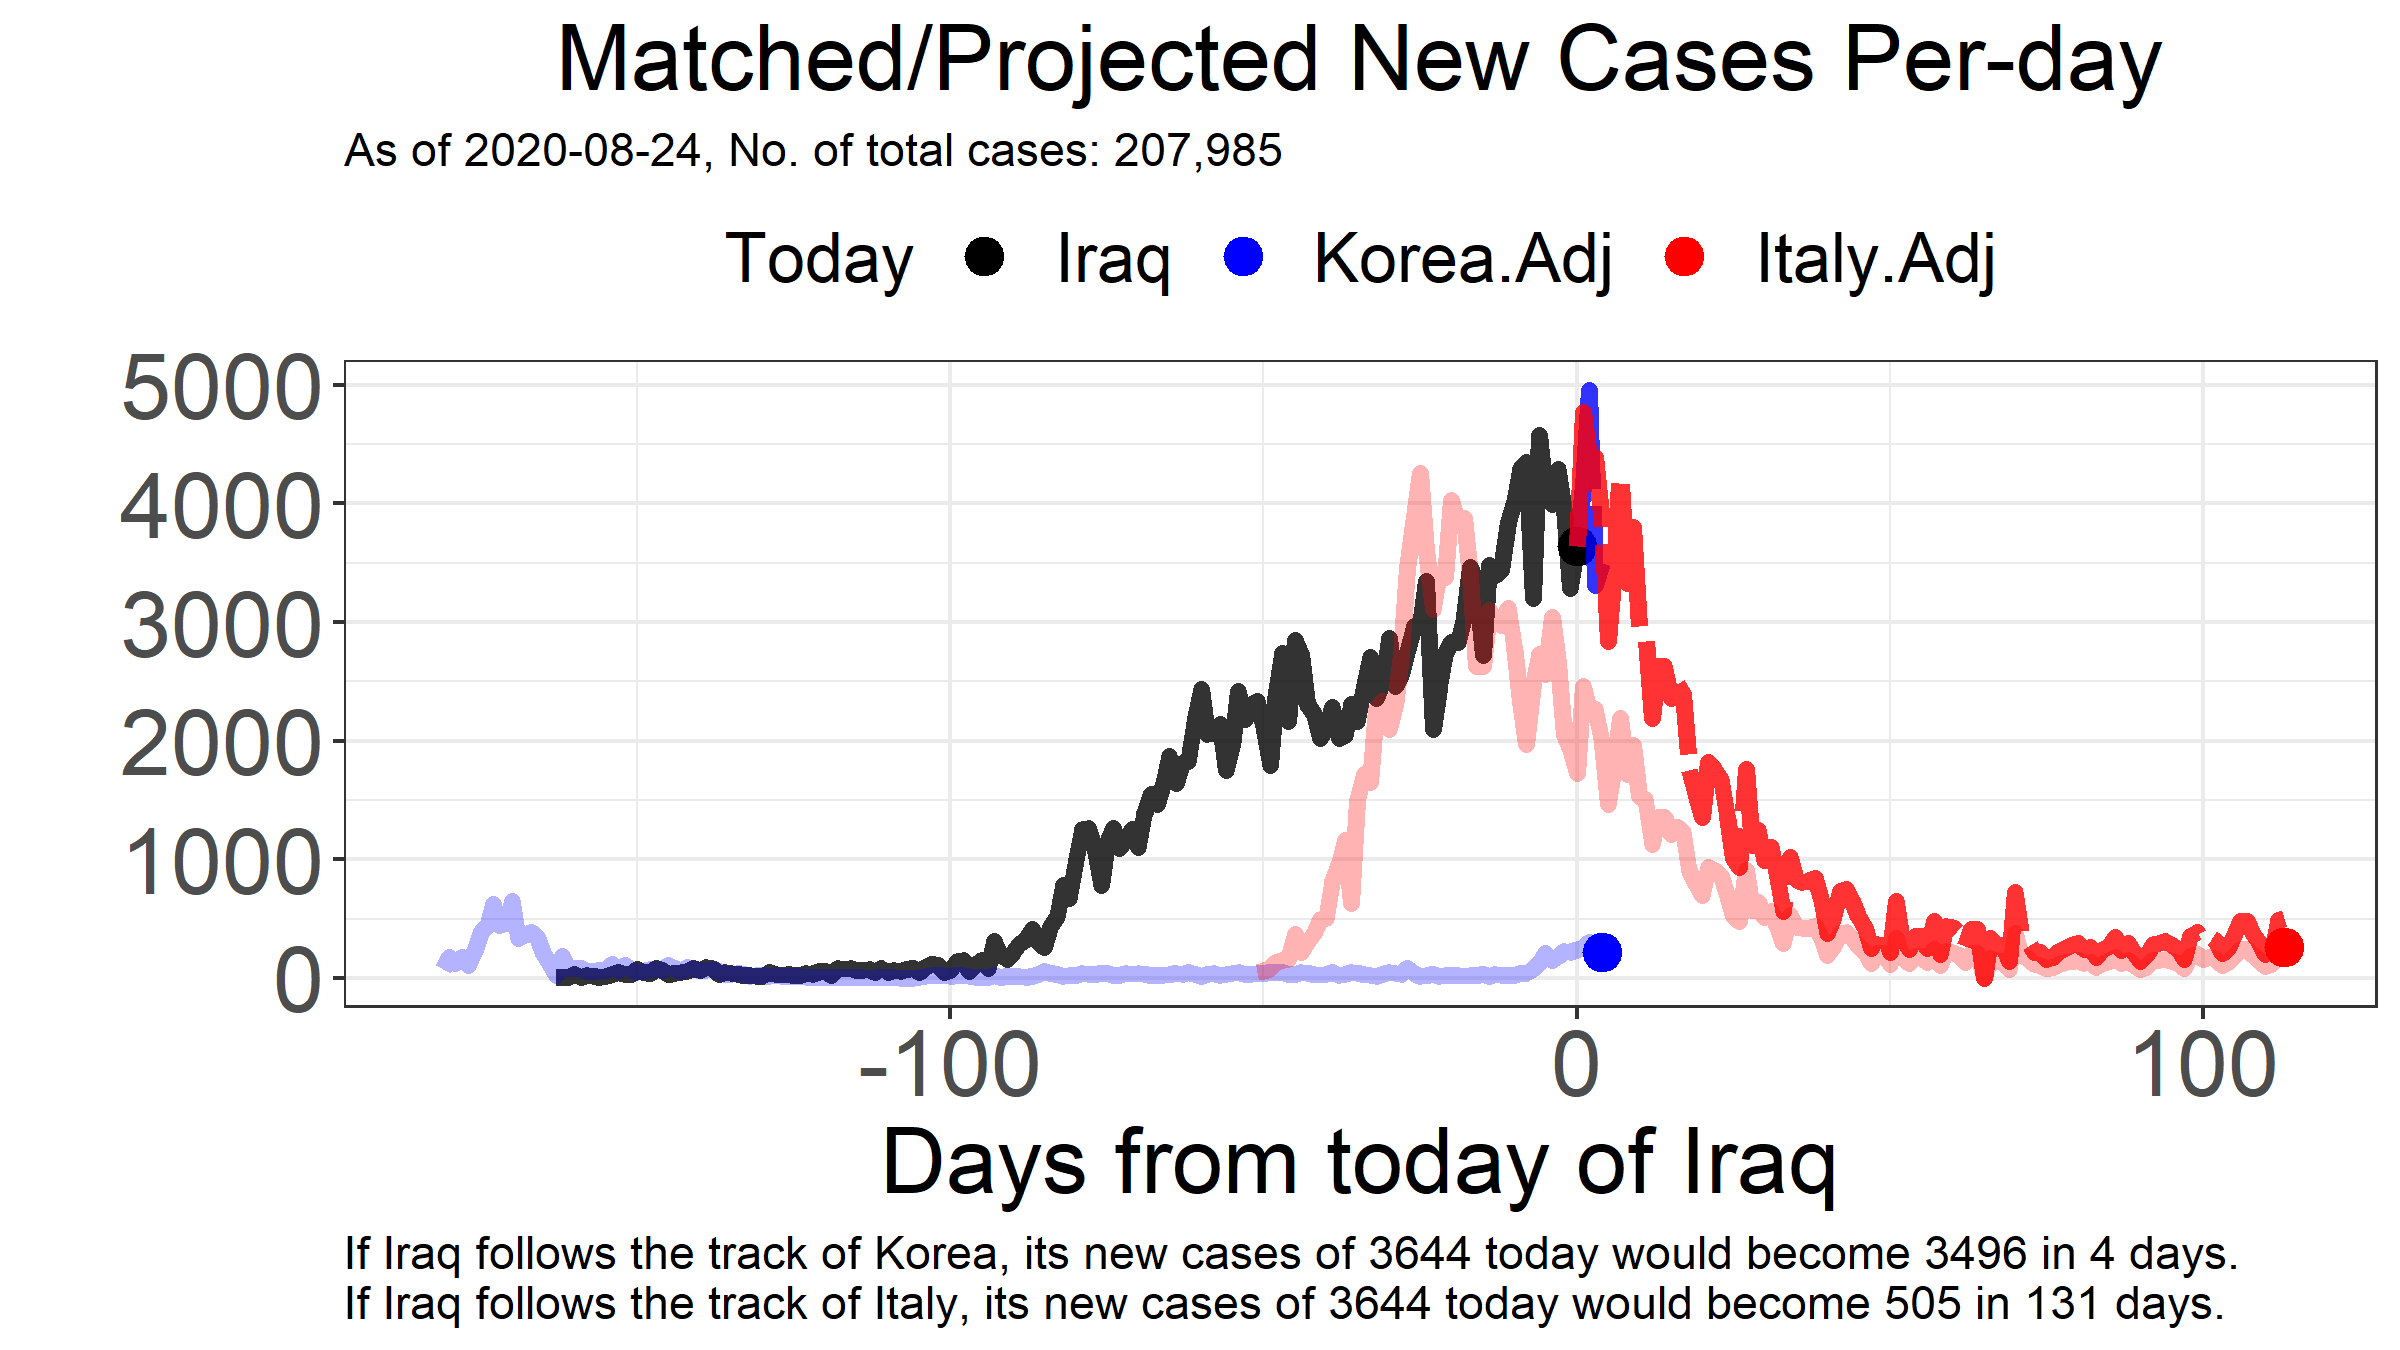 Matched/Projected New Cases Per-day
As of 2020-08-24, No. of total cases: 207,985
Today Iraq Korea.Adj Italy.Adj
5000
4000
3000
2000
1000
0
-100 0 100
Days from today of Iraq
If Iraq follows the track of Korea, its new cases of 3644 today would become 3496 in 4 days.
If Iraq follows the track of Italy, its new cases of 3644 today would become 505 in 131 days.